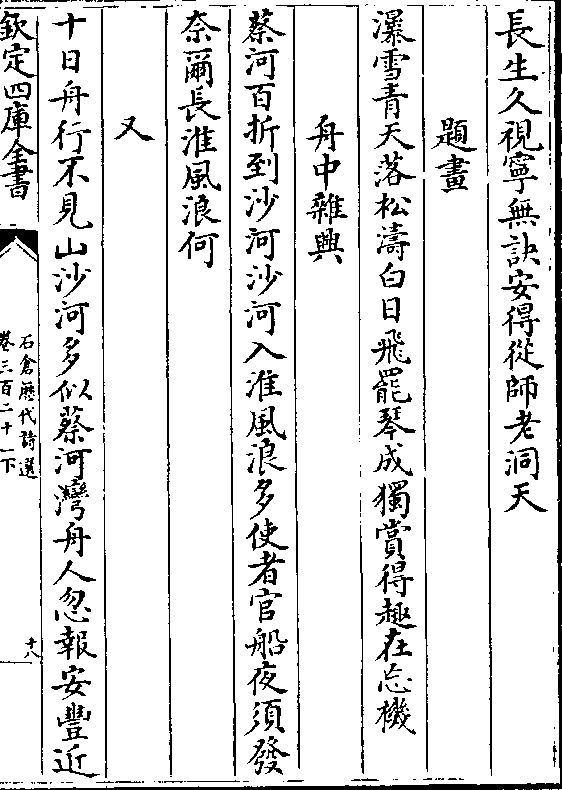 長生久視寧無訣安得從師老洞天
題畫
瀑雪青天落松濤白日飛罷琴成獨賞得趣在忘機
舟中雜興
蔡河百折到沙河沙河入淮風浪多使者官船夜須發
奈爾長淮風浪何
又
十日舟行不見山沙河多似蔡河灣舟人忽報安豐近
欽定四庫全書
石倉歷代詩選
卷三百二十一下
十八